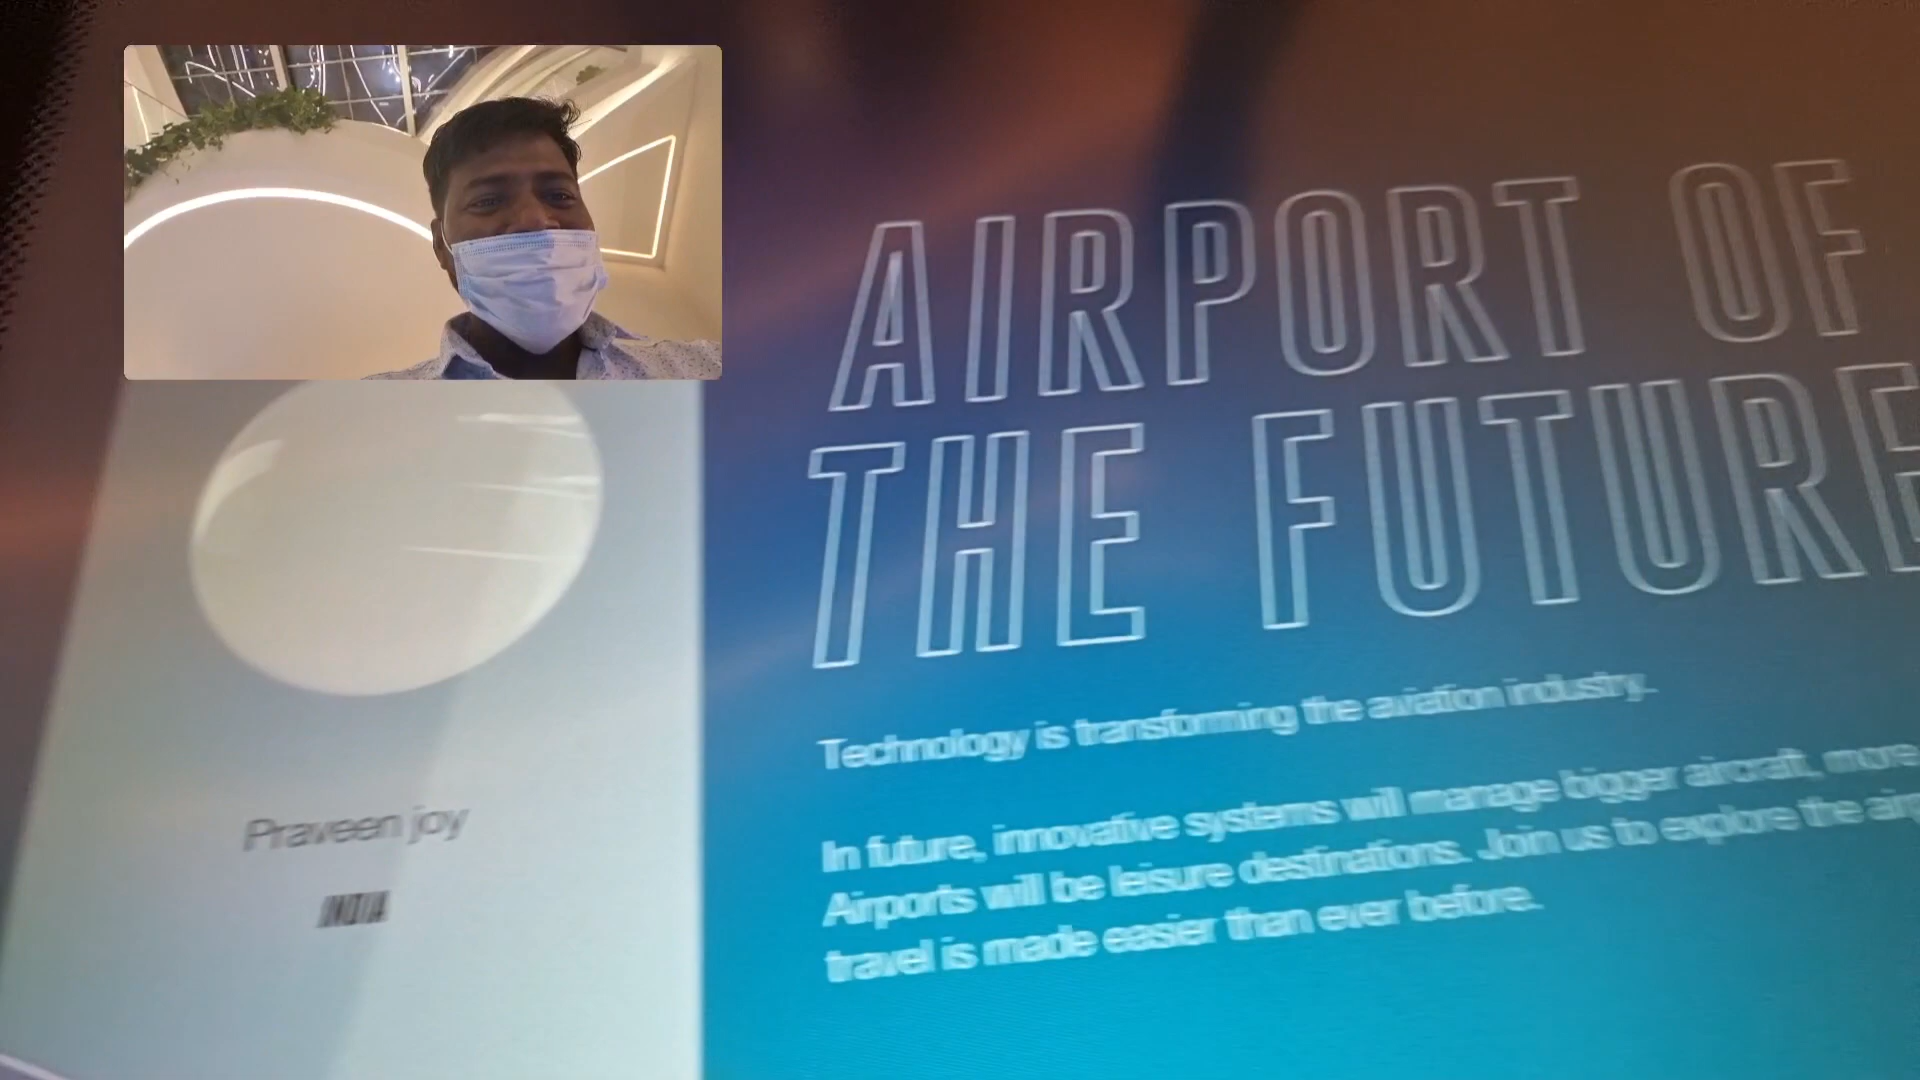 AIRPORT OF
THE FUTURE
Technology is transforming the aviation industry.
In future, innovative systems will manage bigger aircraft, more
Airports will be leisure destinations. Join us to explore the
travel is made easier than ever before.
Praveen joy
INDIA